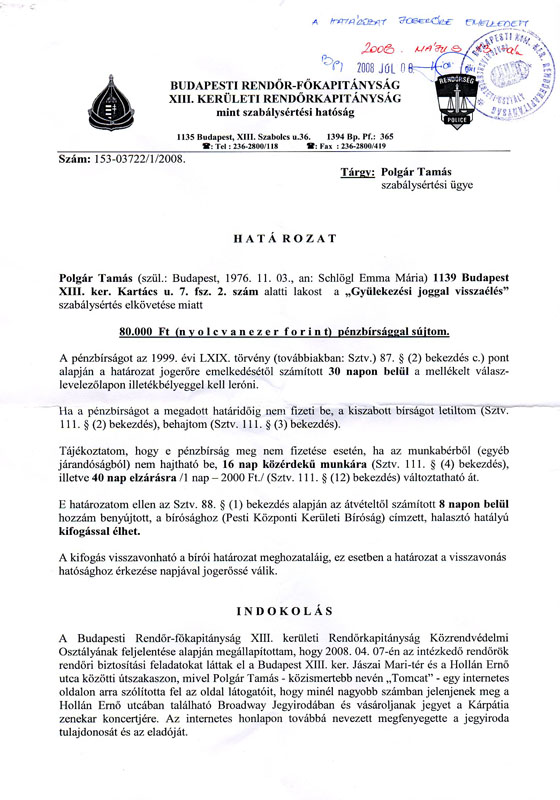 A HATÁROZAT JOGERŐRE EMELKEDETT
2008. MÁJUS
2008 JÚL 08
BUDAPESTI RENDŐR-FŐKAPITÁNYSÁG
XIII. KERÜLETI RENDŐRKAPITÁNYSÁG
mint szabálysértési hatóság
RENDŐRSÉG
POLICE
1135 Budapest, XIII. Szabolcs u.36. 1394 Bp. Pf.: 365
☎: Tel : 236-2800/118 ☎: Fax : 236-2800/419
Szám: 153-03722/1/2008.
Tárgy: Polgár Tamás
szabálysértési ügye
H A T Á R O Z A T
Polgár Tamás (szül.: Budapest, 1976. 11. 03., an: Schlögl Emma Mária) 1139 Budapest
XIII. ker. Kartács u. 7. fsz. 2. szám alatti lakost a „Gyülekezési joggal visszaélés”
szabálysértés elkövetése miatt
80.000 Ft (n y o l c v a n e z e r f o r i n t) pénzbírsággal sújtom.
A pénzbírságot az 1999. évi LXIX. törvény (továbbiakban: Sztv.) 87. § (2) bekezdés c.) pont
alapján a határozat jogerőre emelkedésétől számított 30 napon belül a mellékelt válasz-
levelezőlapon illetékbélyeggel kell leróni.
Ha a pénzbírságot a megadott határidőig nem fizeti be, a kiszabott bírságot letiltom (Sztv.
111. § (2) bekezdés), behajtom (Sztv. 111. § (3) bekezdés).
Tájékoztatom, hogy e pénzbírság meg nem fizetése esetén, ha az munkabérből (egyéb
járandóságból) nem hajtható be, 16 nap közérdekű munkára (Sztv. 111. § (4) bekezdés),
illetve 40 nap elzárásra /1 nap – 2000 Ft./ (Sztv. 111. § (12) bekezdés) változtatható át.
E határozatom ellen az Sztv. 88. § (1) bekezdés alapján az átvételtől számított 8 napon belül
hozzám benyújtott, a bírósághoz (Pesti Központi Kerületi Bíróság) címzett, halasztó hatályú
kifogással élhet.
A kifogás visszavonható a bírói határozat meghozataláig, ez esetben a határozat a visszavonás
hatósághoz érkezése napjával jogerőssé válik.
I N D O K O L Á S
A Budapesti Rendőr-főkapitányság XIII. kerületi Rendőrkapitányság Közrendvédelmi
Osztályának feljelentése alapján megállapítottam, hogy 2008. 04. 07-én az intézkedő rendőrök
rendőri biztosítási feladatokat láttak el a Budapest XIII. ker. Jászai Mari-tér és a Hollán Ernő
utca közötti útszakaszon, mivel Polgár Tamás - közismertebb nevén „Tomcat” - egy internetes
oldalon arra szólította fel az oldal látogatóit, hogy minél nagyobb számban jelenjenek meg a
Hollán Ernő utcában található Broadway Jegyirodában és vásároljanak jegyet a Kárpátia
zenekar koncertjére. Az internetes honlapon továbbá nevezett megfenyegette a jegyiroda
tulajdonosát és az eladóját.